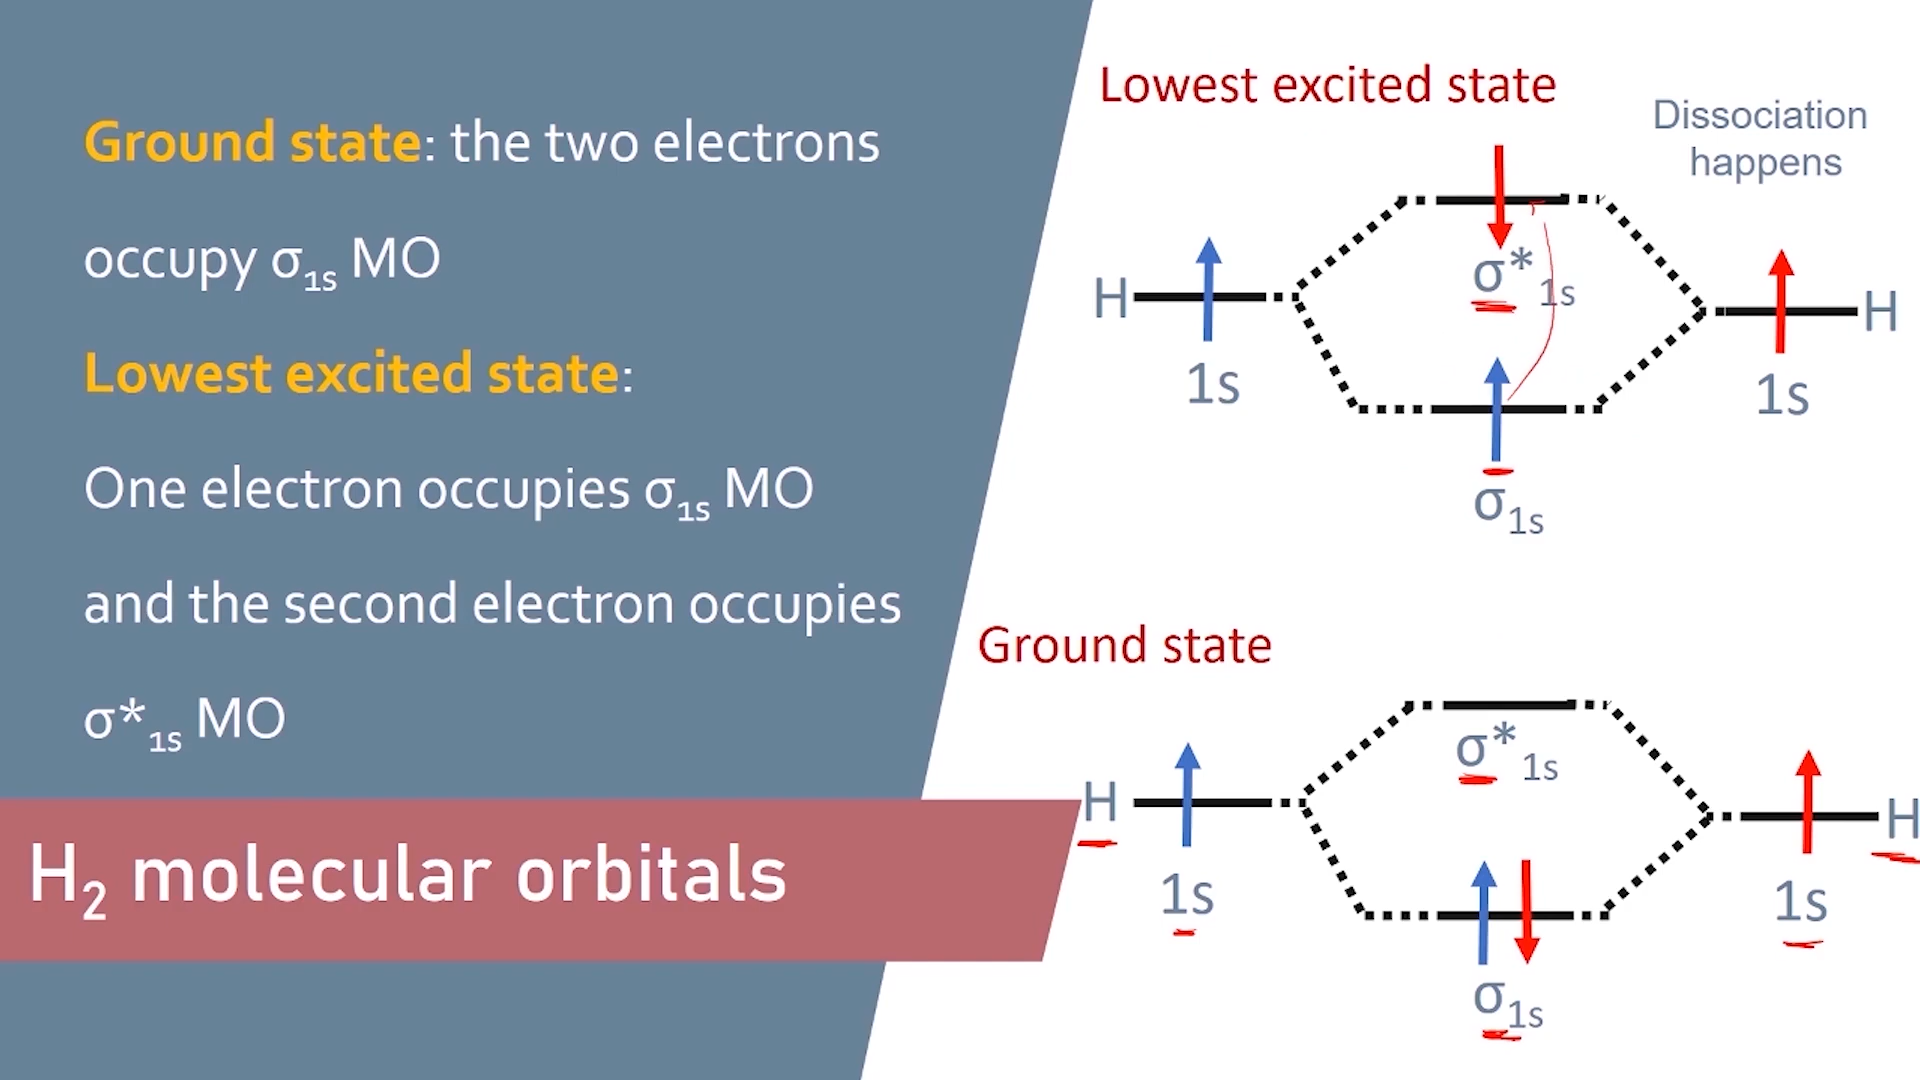 Ground state: the two electrons
occupy σ₁ₛ MO
Lowest excited state:
One electron occupies σ₁ₛ MO
and the second electron occupies
σ*₁ₛ MO
H₂ molecular orbitals
Lowest excited state
Dissociation
happens
σ*₁ₛ
H
H
1s
1s
σ₁ₛ
Ground state
σ*₁ₛ
H
H
1s
1s
σ₁ₛ